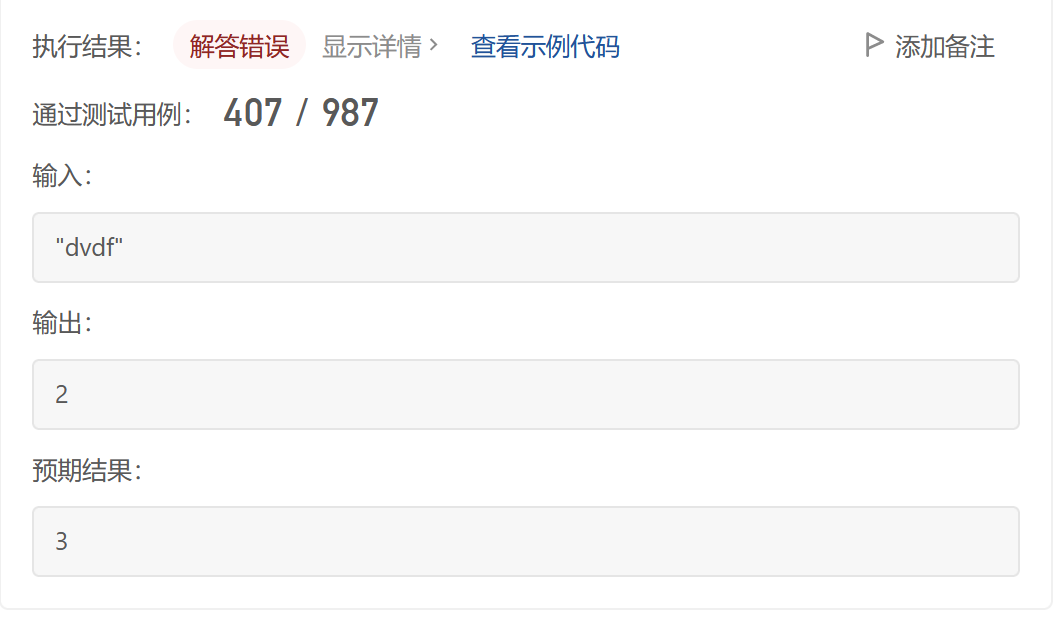 执行结果： 解答错误 显示详情 › 查看示例代码 添加备注
通过测试用例： 407 / 987
输入：
"dvdf"
输出：
2
预期结果：
3